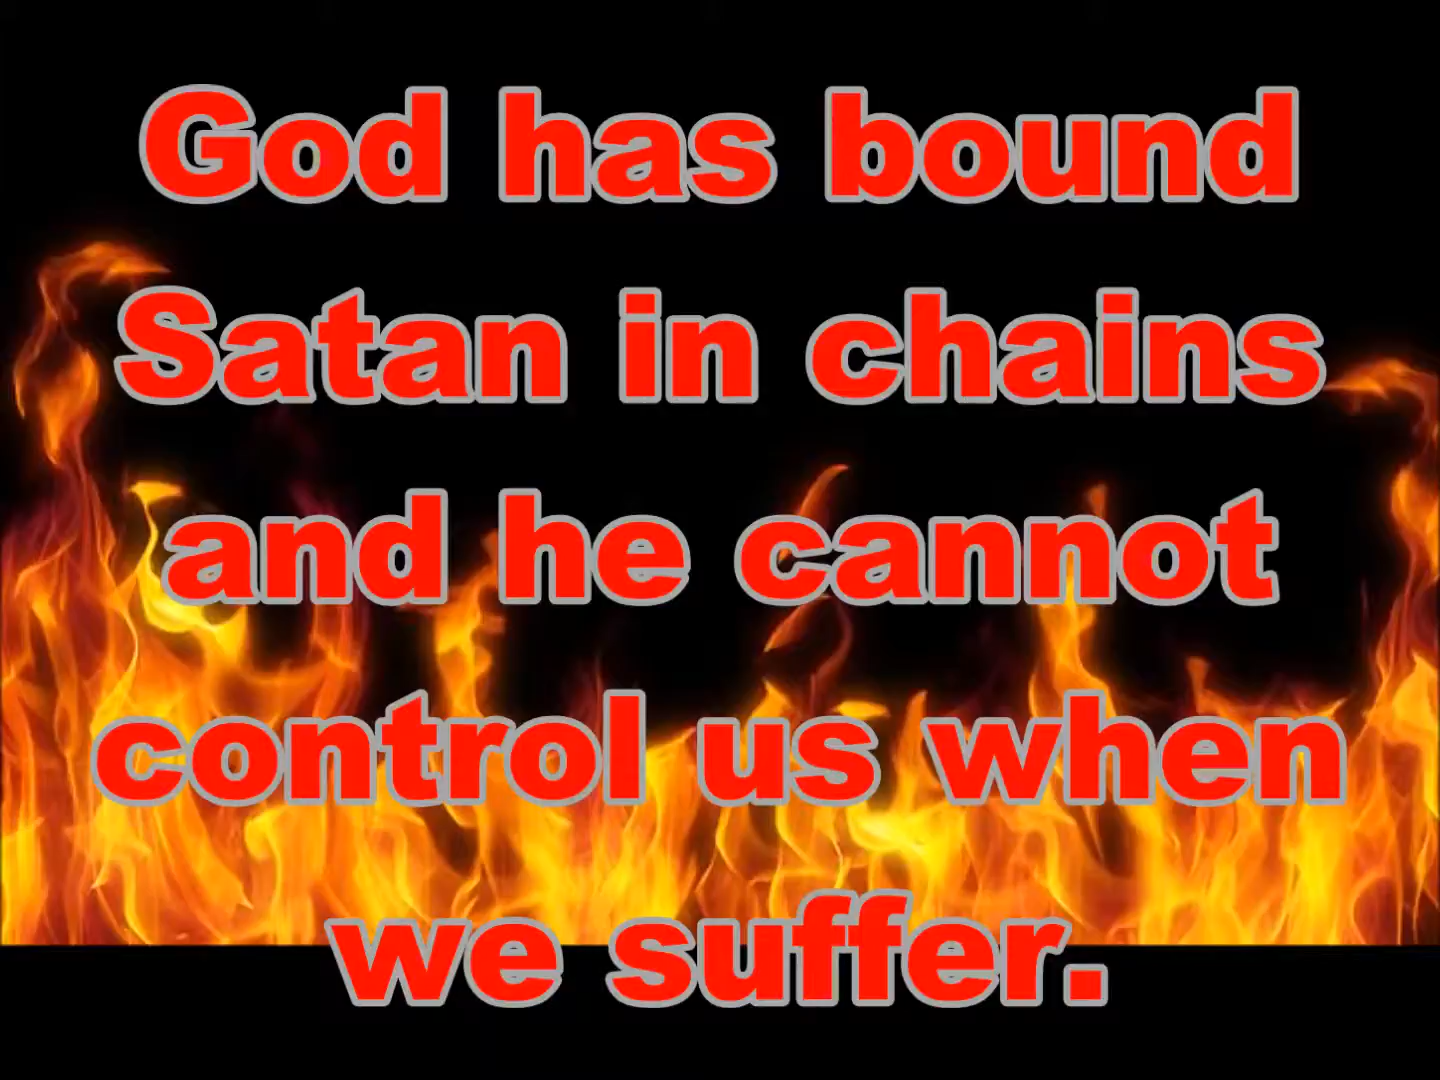 God has bound
Satan in chains
and he cannot
control us when
we suffer.